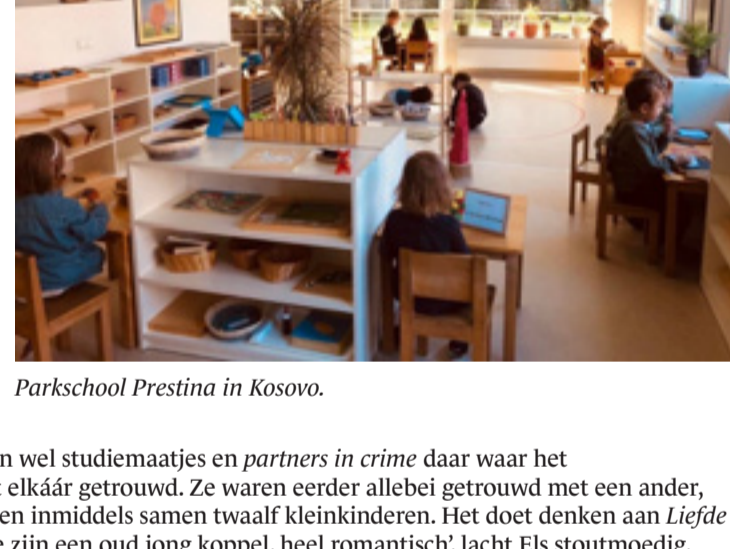 Parkschool Prestina in Kosovo.
n wel studiemaatjes en partners in crime daar waar het
elkáár getrouwd. Ze waren eerder allebei getrouwd met een ander,
en inmiddels samen twaalf kleinkinderen. Het doet denken aan Liefde
zijn een oud jong koppel, heel romantisch’, lacht Els stoutmoedig.